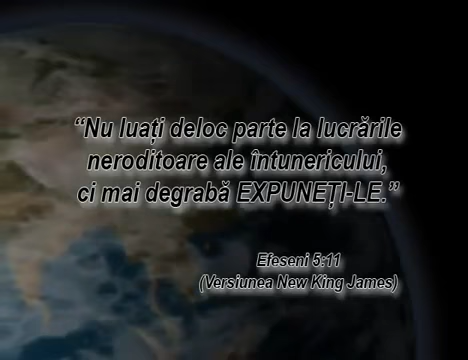 “Nu luați deloc parte la lucrările
neroditoare ale întunericului,
ci mai degrabă EXPUNEȚI-LE.”
Efeseni 5:11
(Versiunea New King James)